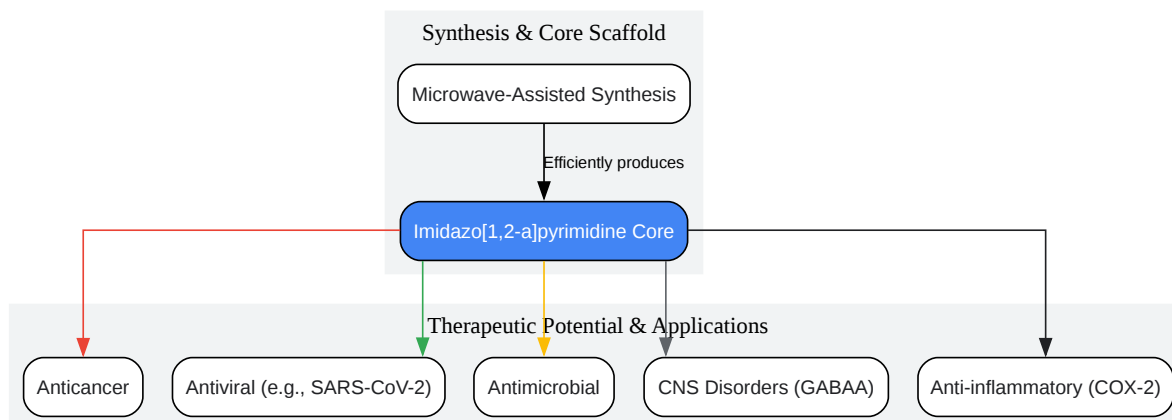 Synthesis & Core Scaffold
Microwave-Assisted Synthesis
Efficiently produces
Imidazo[1,2-a]pyrimidine Core
Therapeutic Potential & Applications
Anticancer
Antiviral (e.g., SARS-CoV-2)
Antimicrobial
CNS Disorders (GABAA)
Anti-inflammatory (COX-2)